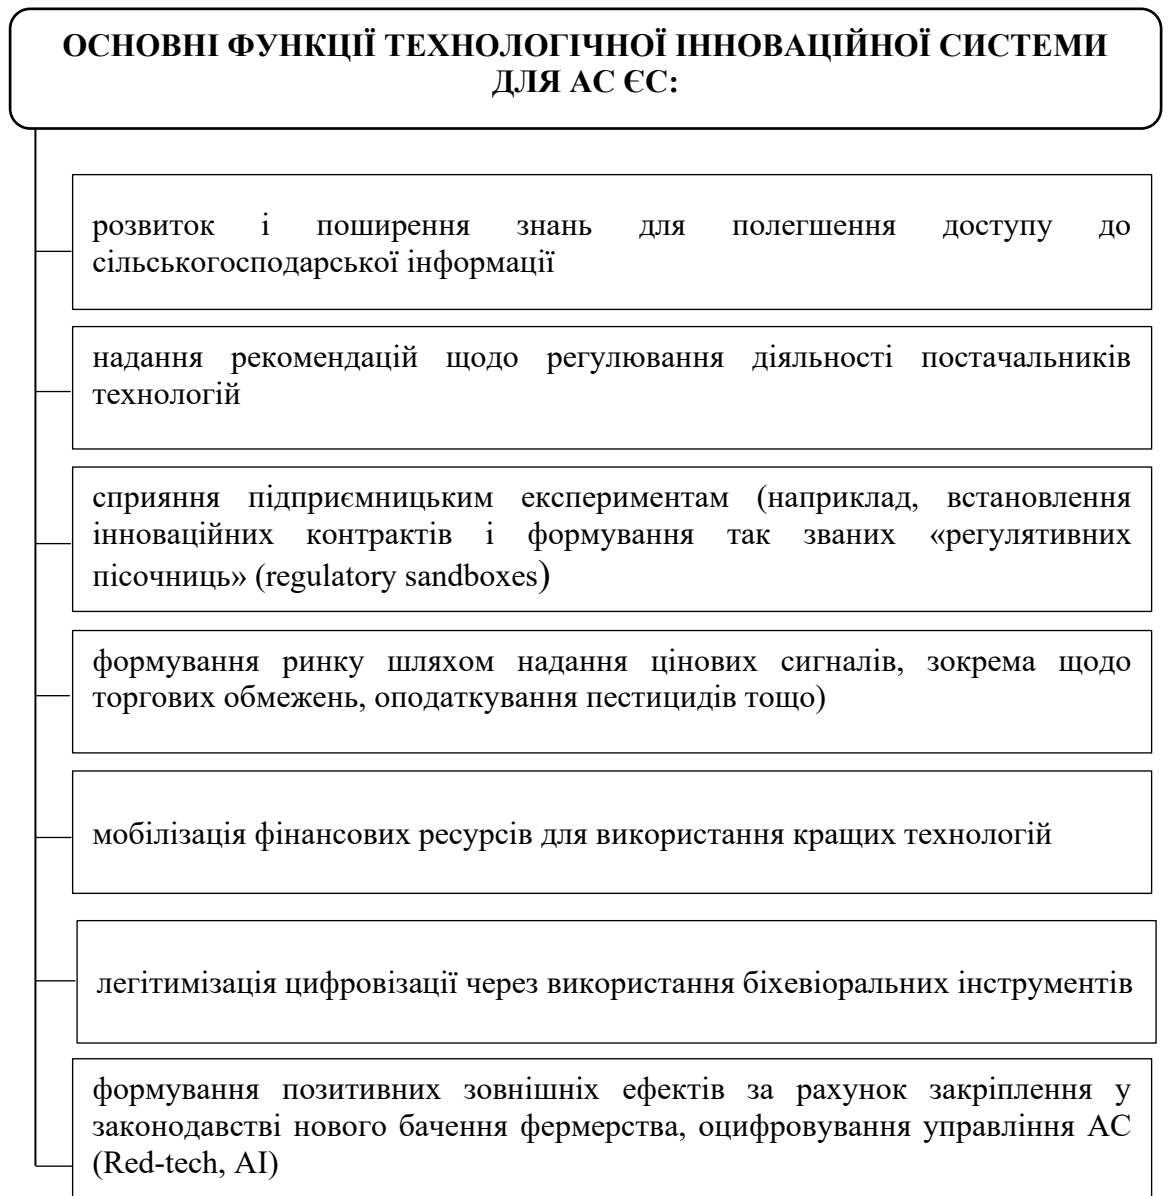 ОСНОВНІ ФУНКЦІЇ ТЕХНОЛОГІЧНОЇ ІННОВАЦІЙНОЇ СИСТЕМИ
ДЛЯ АС ЄС:
розвиток і поширення знань для полегшення доступу до
сільськогосподарської інформації
надання рекомендацій щодо регулювання діяльності постачальників
технологій
сприяння підприємницьким експериментам (наприклад, встановлення
інноваційних контрактів і формування так званих «регулятивних
пісочниць» (regulatory sandboxes)
формування ринку шляхом надання цінових сигналів, зокрема щодо
торгових обмежень, оподаткування пестицидів тощо)
мобілізація фінансових ресурсів для використання кращих технологій
легітимізація цифровізації через використання біхевіоральних інструментів
формування позитивних зовнішніх ефектів за рахунок закріплення у
законодавстві нового бачення фермерства, оцифровування управління АС
(Red-tech, AI)